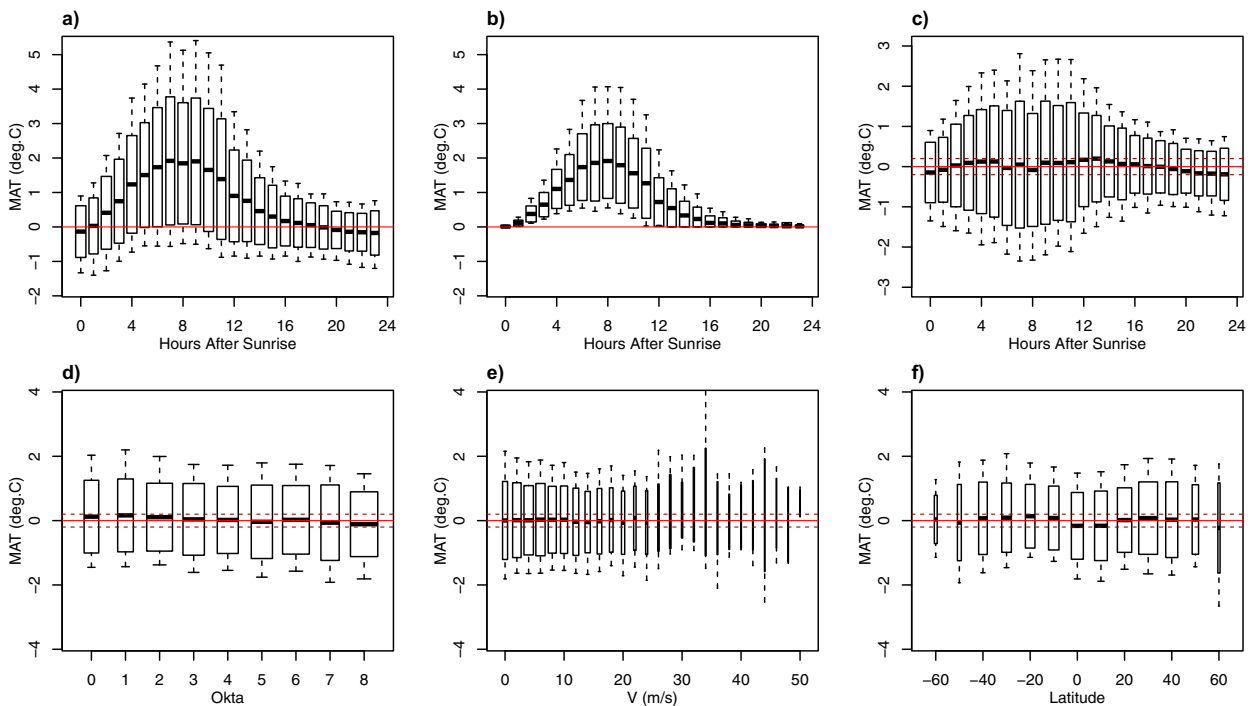 a)
MAT (deg.C)
5
4
3
2
1
0
−1
−2
0 4 8 12 16 20 24
Hours After Sunrise
b)
MAT (deg.C)
5
4
3
2
1
0
−1
−2
0 4 8 12 16 20 24
Hours After Sunrise
c)
MAT (deg.C)
3
2
1
0
−1
−2
−3
0 4 8 12 16 20 24
Hours After Sunrise
d)
MAT (deg.C)
4
2
0
−2
−4
0 1 2 3 4 5 6 7 8
Okta
e)
MAT (deg.C)
4
2
0
−2
−4
0 10 20 30 40 50
V (m/s)
f)
MAT (deg.C)
4
2
0
−2
−4
−60 −40 −20 0 20 40 60
Latitude